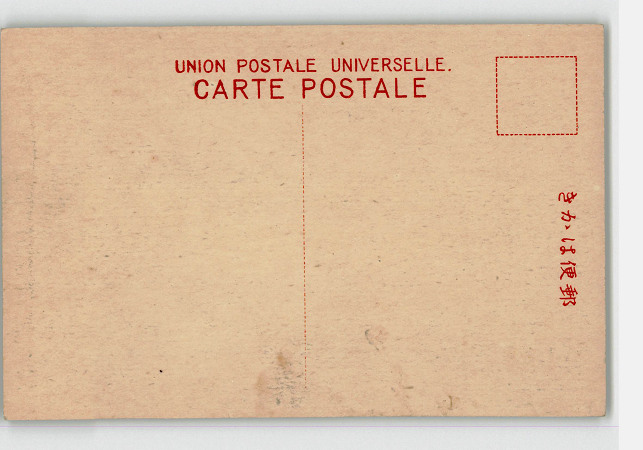 UNION POSTALE UNIVERSELLE.
CARTE POSTALE
きかは便郵